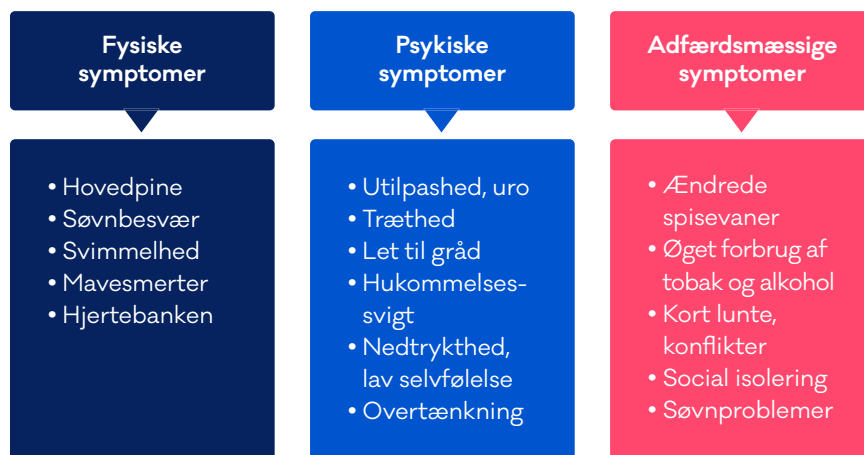 Fysiske
symptomer
Psykiske
symptomer
Adfærdsmæssige
symptomer
• Hovedpine
• Søvnbesvær
• Svimmelhed
• Mavesmerter
• Hjertebanken
• Utilpashed, uro
• Træthed
• Let til gråd
• Hukommelses-
svigt
• Nedtrykthed,
lav selvfølelse
• Overtænkning
• Ændrede
spisevaner
• Øget forbrug af
tobak og alkohol
• Kort lunte,
konflikter
• Social isolering
• Søvnproblemer